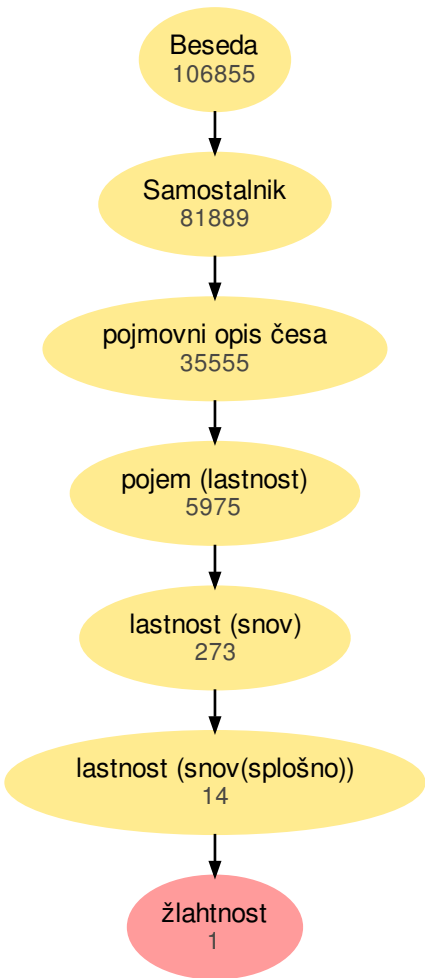 Beseda
106855
Samostalnik
81889
pojmovni opis česa
35555
pojem (lastnost)
5975
lastnost (snov)
273
lastnost (snov(splošno))
14
žlahtnost
1